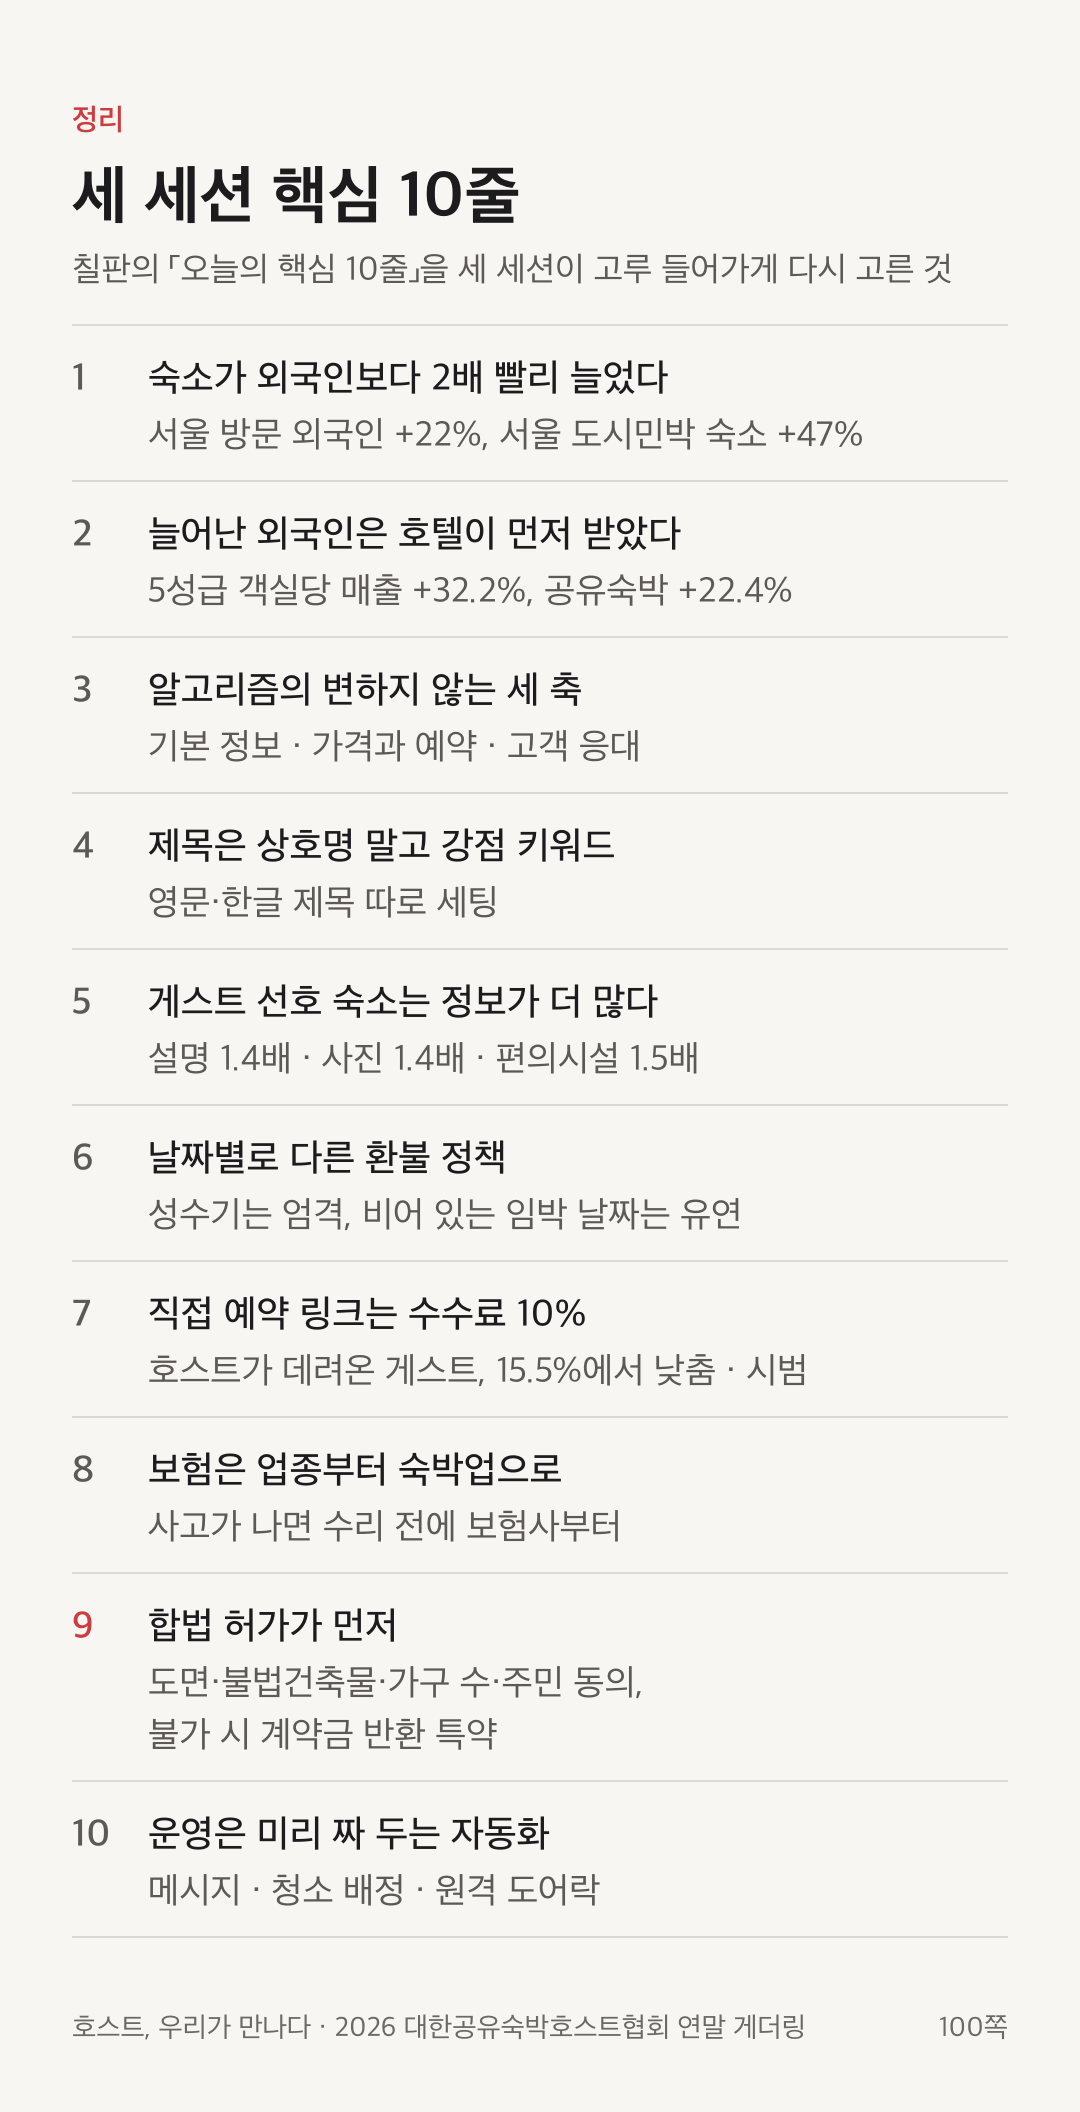 정리
세 세션 핵심 10줄
칠판의 「오늘의 핵심 10줄」을 세 세션이 고루 들어가게 다시 고른 것
1 숙소가 외국인보다 2배 빨리 늘었다
서울 방문 외국인 +22%, 서울 도시민박 숙소 +47%
2 늘어난 외국인은 호텔이 먼저 받았다
5성급 객실당 매출 +32.2%, 공유숙박 +22.4%
3 알고리즘의 변하지 않는 세 축
기본 정보 · 가격과 예약 · 고객 응대
4 제목은 상호명 말고 강점 키워드
영문·한글 제목 따로 세팅
5 게스트 선호 숙소는 정보가 더 많다
설명 1.4배 · 사진 1.4배 · 편의시설 1.5배
6 날짜별로 다른 환불 정책
성수기는 엄격, 비어 있는 임박 날짜는 유연
7 직접 예약 링크는 수수료 10%
호스트가 데려온 게스트, 15.5%에서 낮춤 · 시범
8 보험은 업종부터 숙박업으로
사고가 나면 수리 전에 보험사부터
9 합법 허가가 먼저
도면·불법건축물·가구 수·주민 동의,
불가 시 계약금 반환 특약
10 운영은 미리 짜 두는 자동화
메시지 · 청소 배정 · 원격 도어락
호스트, 우리가 만나다 · 2026 대한공유숙박호스트협회 연말 게더링 100쪽